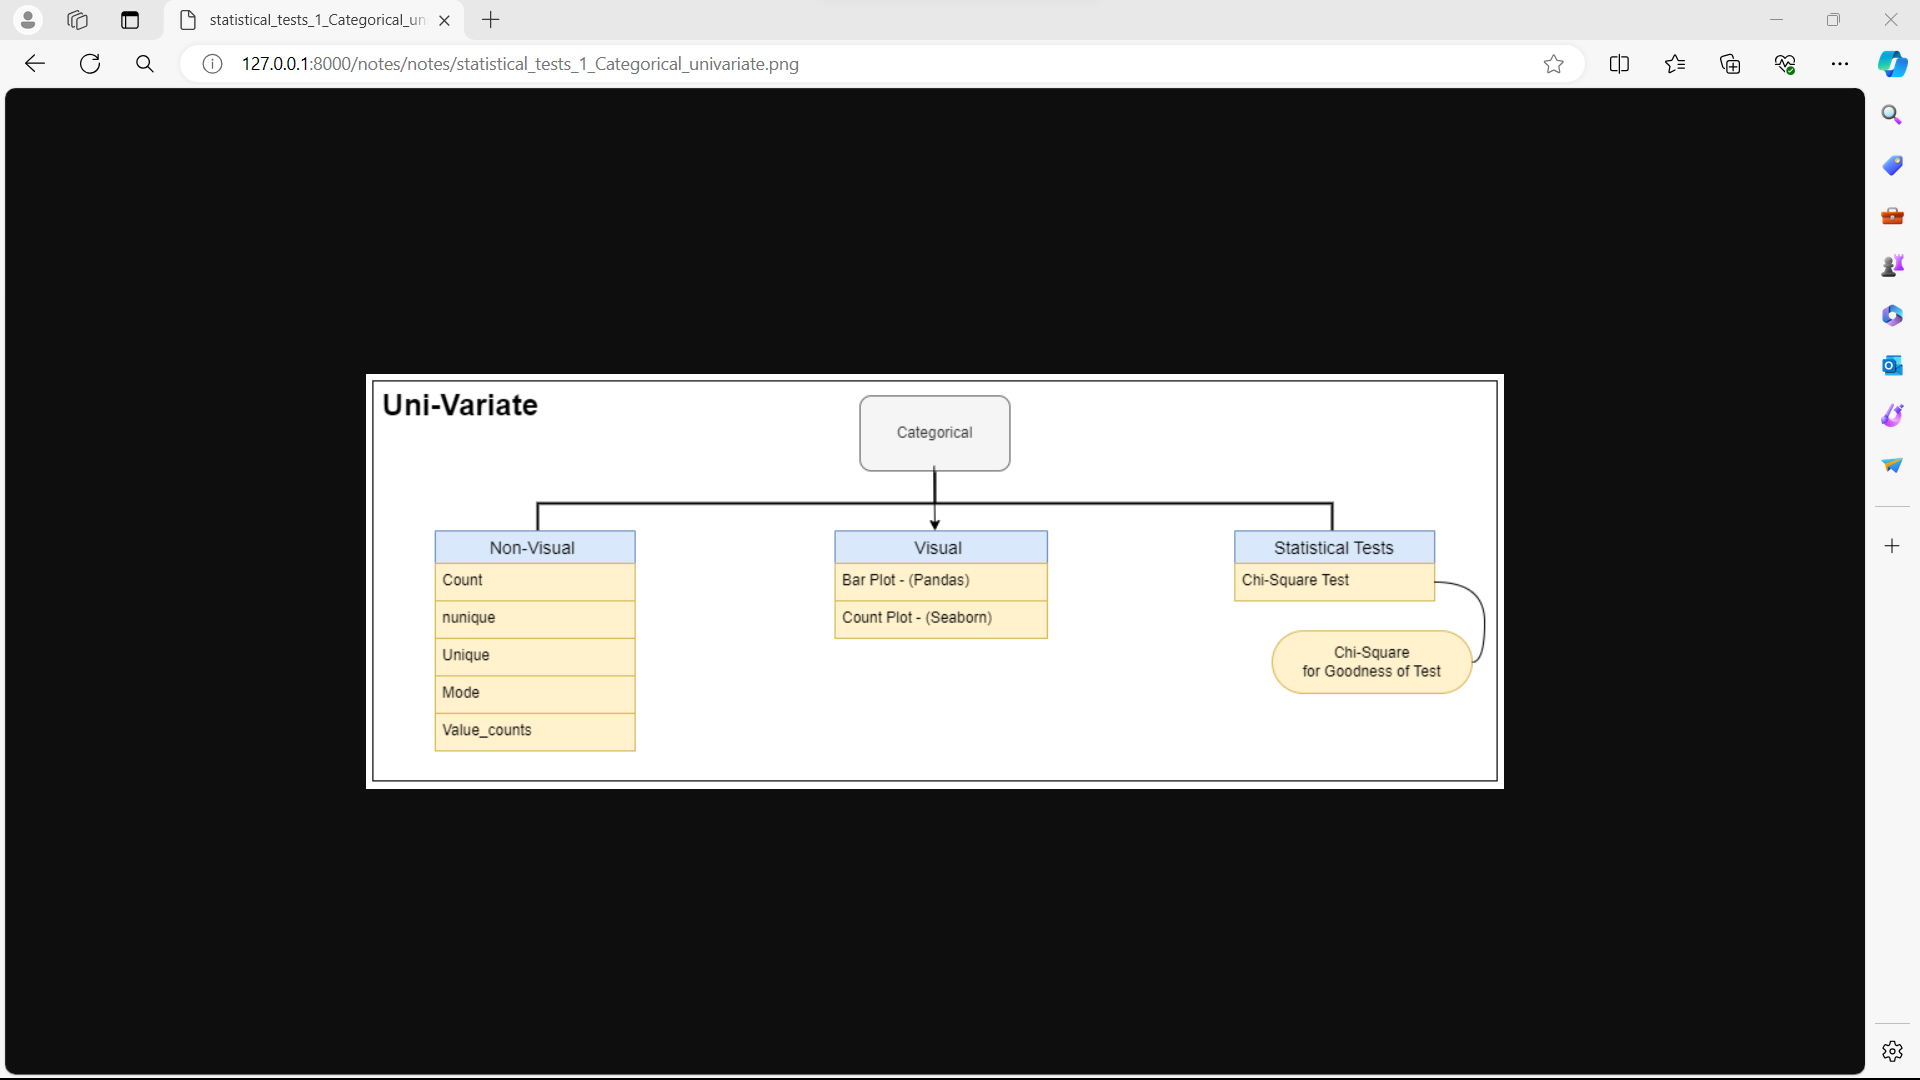 statistical_tests_1_Categorical_un
127.0.0.1:8000/notes/notes/statistical_tests_1_Categorical_univariate.png
Uni-Variate
Categorical
Non-Visual
Count
nunique
Unique
Mode
Value_counts
Visual
Bar Plot - (Pandas)
Count Plot - (Seaborn)
Statistical Tests
Chi-Square Test
Chi-Square
for Goodness of Test